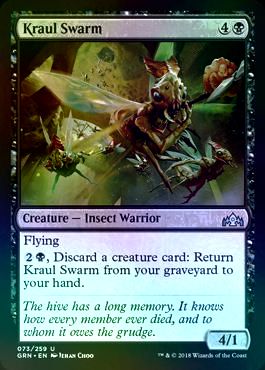 Kraul Swarm 4
Creature — Insect Warrior
Flying
2, Discard a creature card: Return
Kraul Swarm from your graveyard to
your hand.
The hive has a long memory. It knows
how every member ever died, and to
whom it owes the grudge.
4/1
073/259 U
GRN • EN Jehan Choo
™ & © 2018 Wizards of the Coast